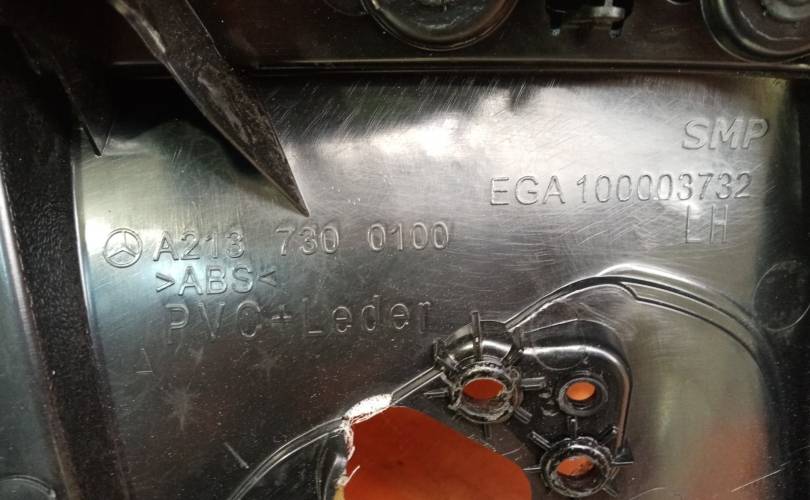 SMP
EGA 100003732
LH
A213 730 0100
>ABS<
PVC+Leder